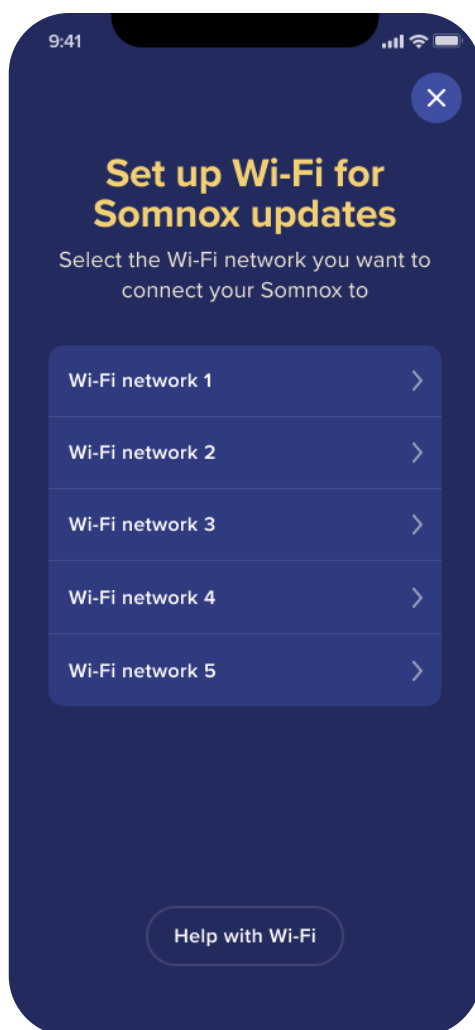 9:41
Set up Wi-Fi for
Somnox updates
Select the Wi-Fi network you want to
connect your Somnox to
Wi-Fi network 1
Wi-Fi network 2
Wi-Fi network 3
Wi-Fi network 4
Wi-Fi network 5
Help with Wi-Fi